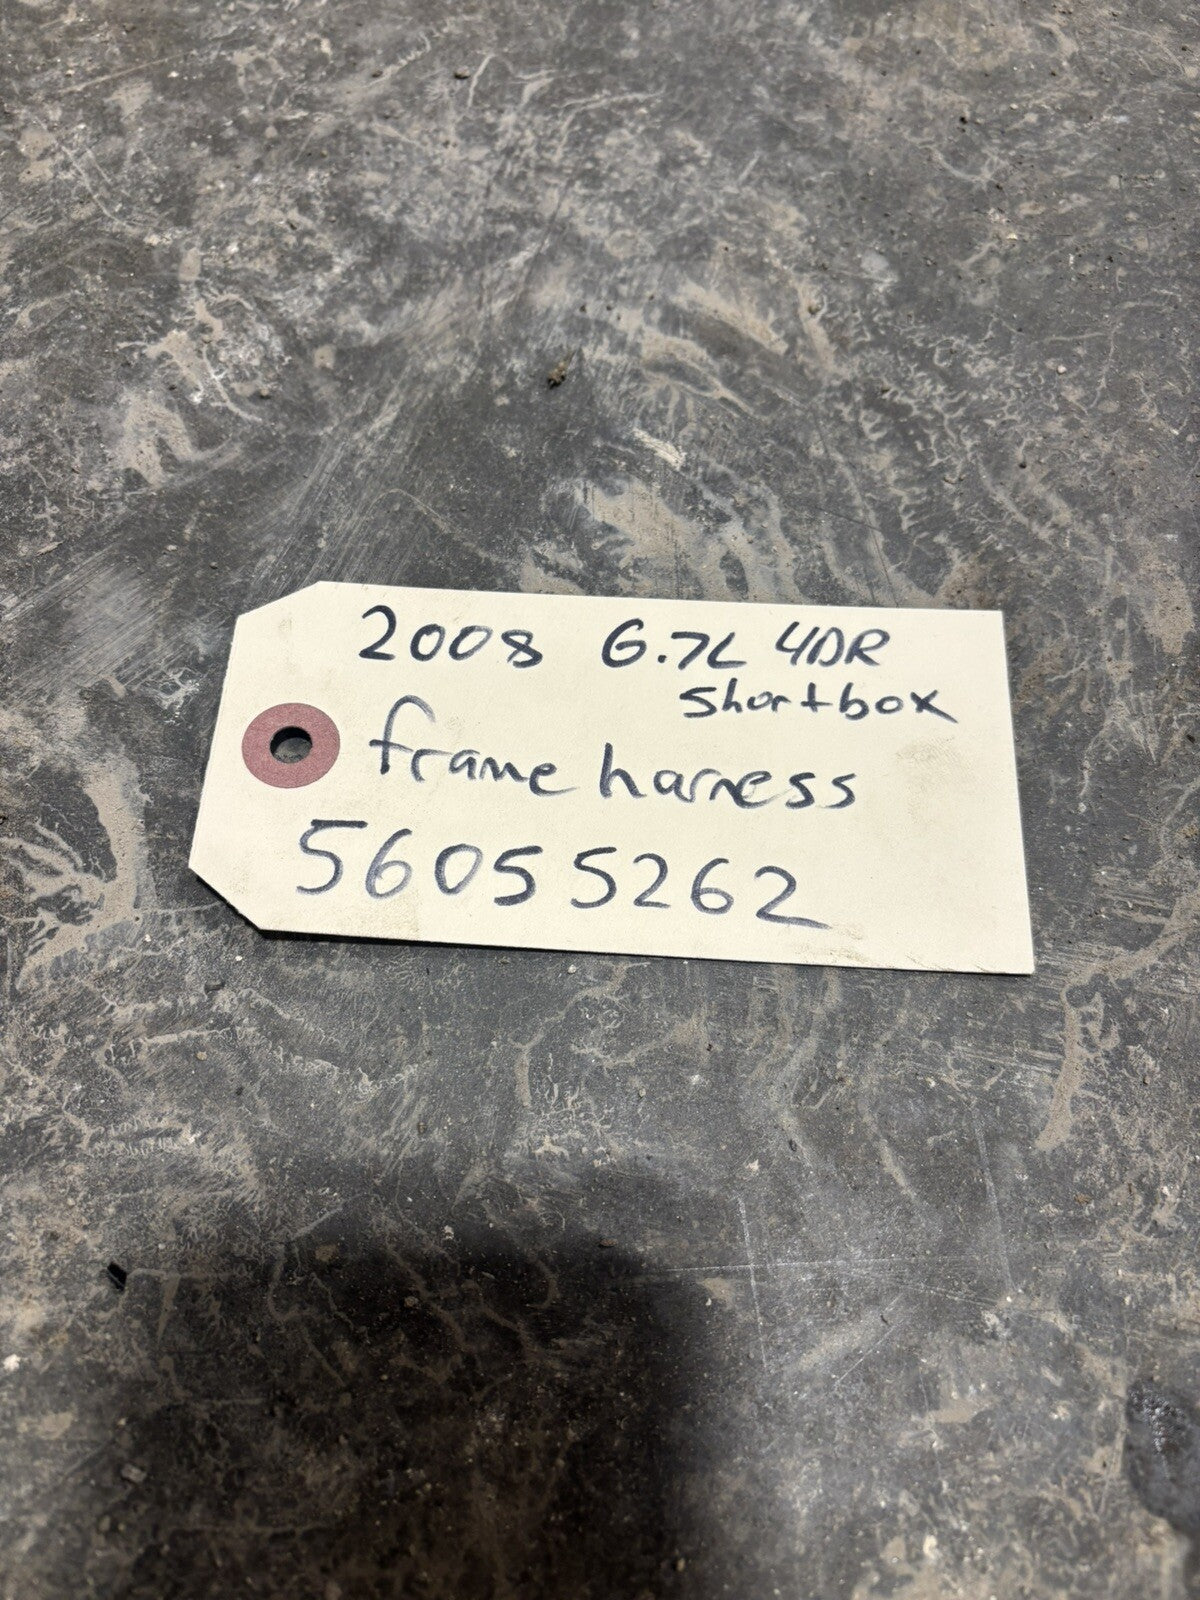 2008 6.7L 4DR
Shortbox
frame harness
56055262